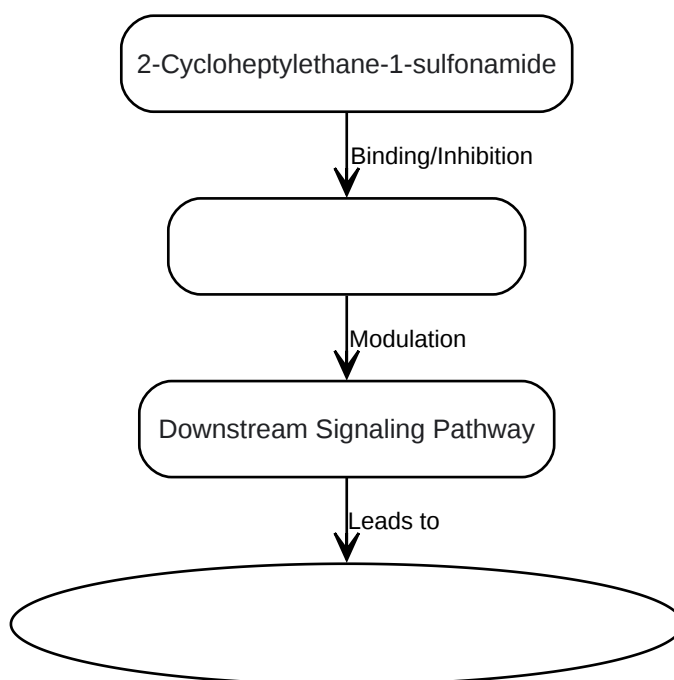 2-Cycloheptylethane-1-sulfonamide
Binding/Inhibition
Modulation
Downstream Signaling Pathway
Leads to